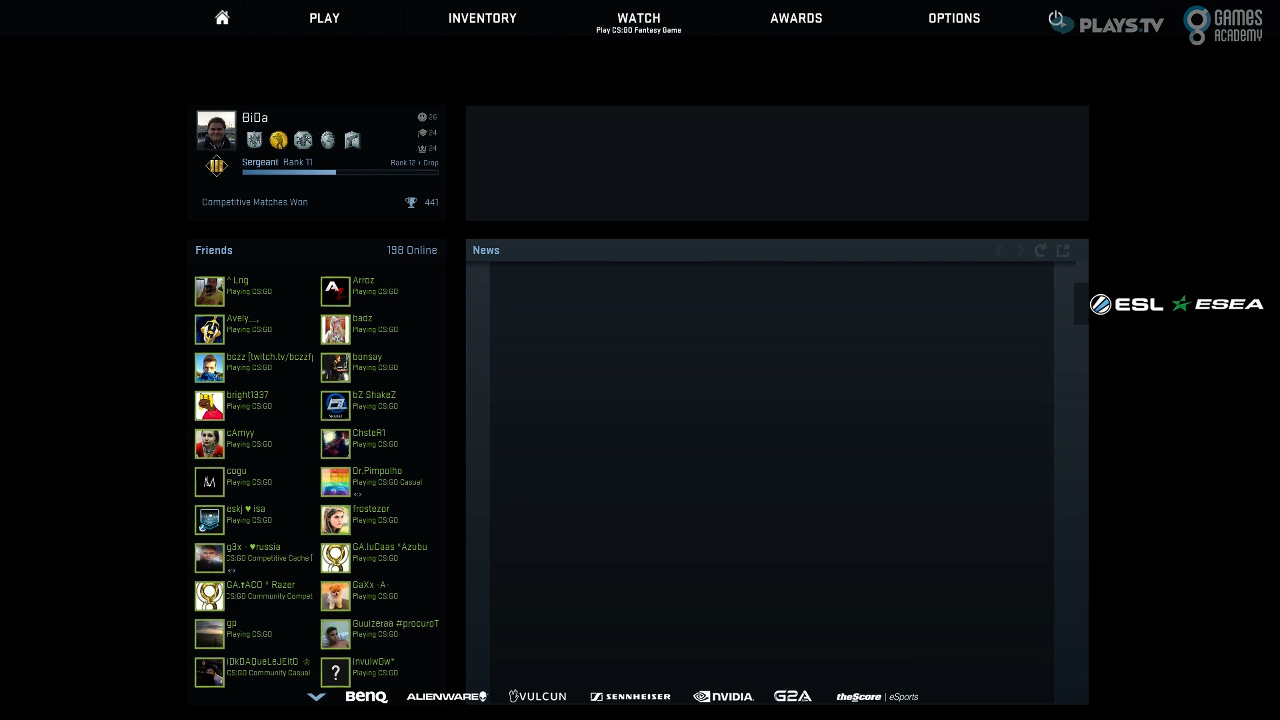 PLAY
INVENTORY
WATCH
Play CS:GO Fantasy Game
AWARDS
OPTIONS
PLAYS.TV
GAMES
ACADEMY
BiDa
26
24
24
Sergeant Rank 11
Rank 12 + Drop
Competitive Matches Won
441
Friends
198 Online
News
^ Lng
Playing CS:GO
Arroz
Playing CS:GO
Avely__,
Playing CS:GO
badz
Playing CS:GO
bczz [twitch.tv/bczzf
Playing CS:GO
bonsay
Playing CS:GO
bright1337
Playing CS:GO
bZ ShakeZ
Playing CS:GO
cAmyy
Playing CS:GO
ChsteR1
Playing CS:GO
cogu
Playing CS:GO
Dr.Pimpolho
Playing CS:GO Casual
eskj ♥ isa
Playing CS:GO
frostezor
Playing CS:GO
g3x - ♥russia
CS:GO Competitive Cache [
GA.luCaas ^Azubu
Playing CS:GO
GA.tACO * Razer
CS:GO Community Compet
GaXx -A-
Playing CS:GO
gp
Playing CS:GO
Guuizeraa #procuroT
Playing CS:GO
iDkDAQueLeJEitO
CS:GO Community Casual
invulwOw*
Playing CS:GO
ESL
ESEA
BenQ
ALIENWARE
VULCUN
SENNHEISER
NVIDIA.
G2A
theScore | eSports